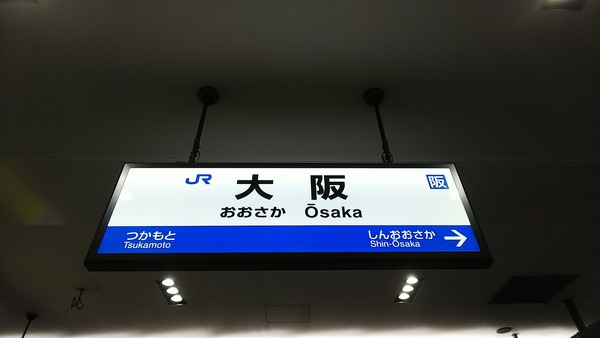 JR 大阪 阪
おおさか Ōsaka
つかもと しんおおさか →
Tsukamoto Shin-Ōsaka